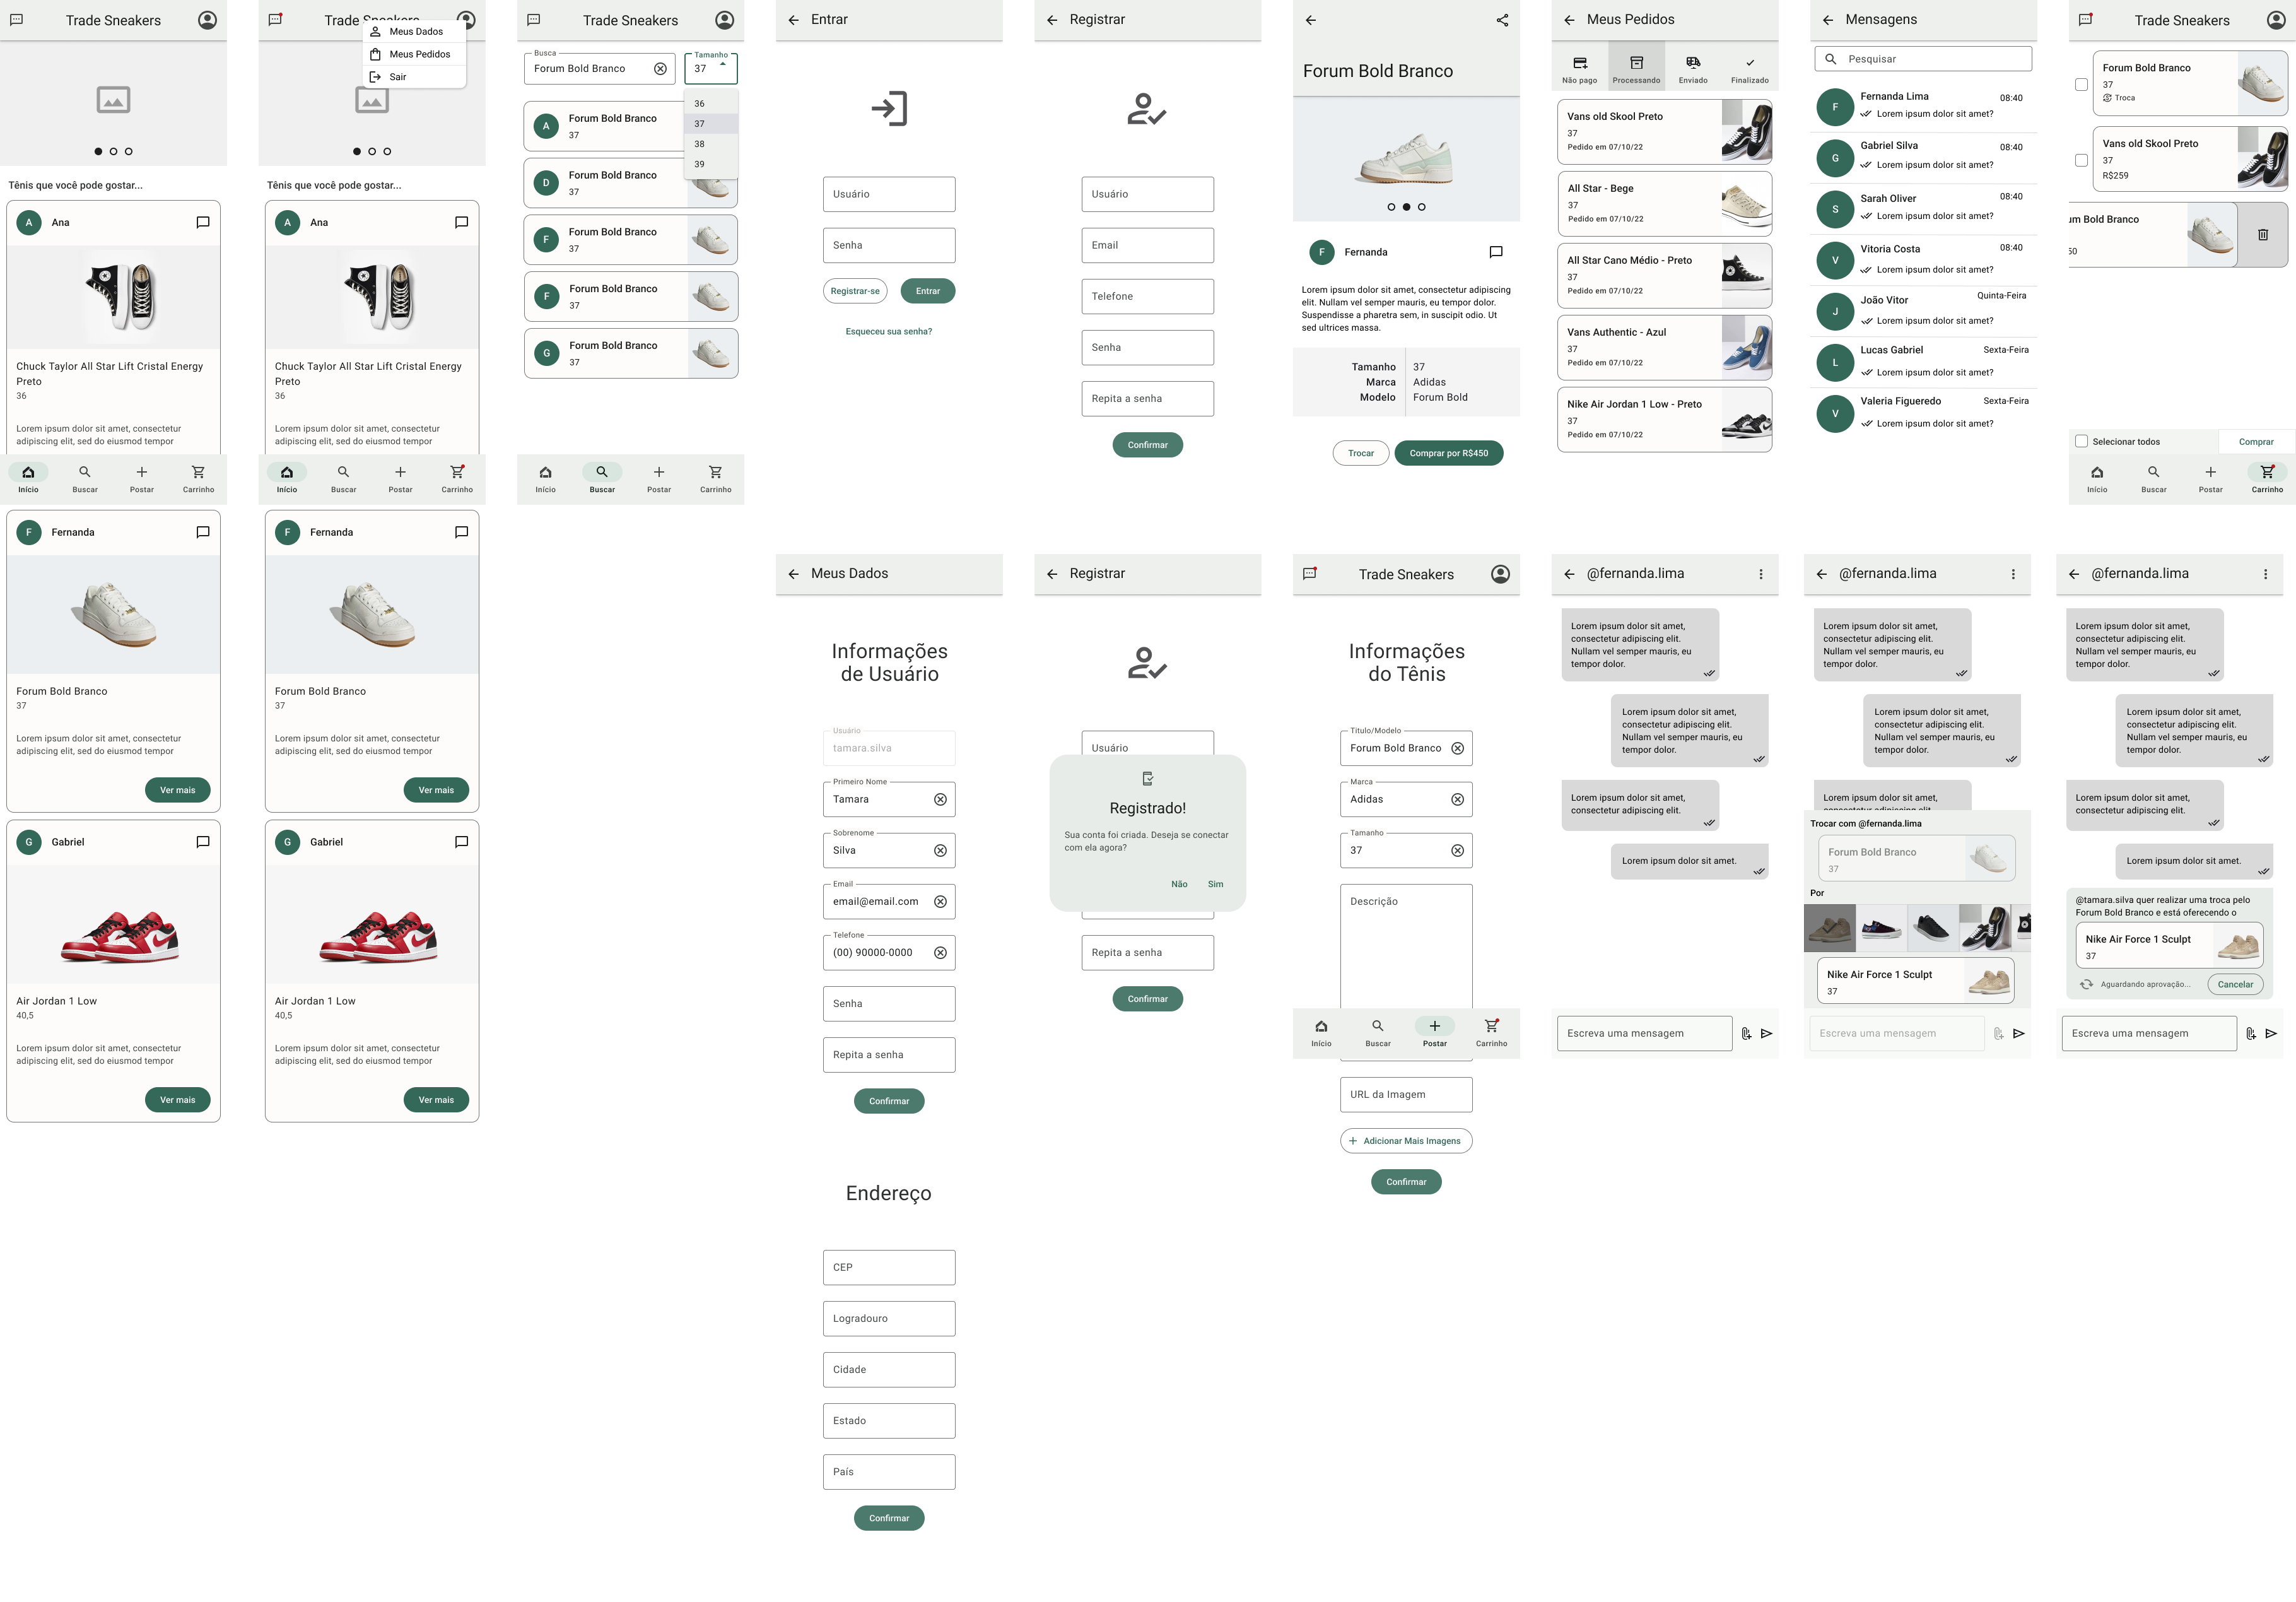 Trade Sneakers
Tênis que você pode gostar...
A
Ana
Chuck Taylor All Star Lift Cristal Energy
Preto
36
Lorem ipsum dolor sit amet, consectetur
adipiscing elit, sed do eiusmod tempor
Início
Buscar
Postar
Carrinho
F
Fernanda
Forum Bold Branco
37
Lorem ipsum dolor sit amet, consectetur
adipiscing elit, sed do eiusmod tempor
Ver mais
G
Gabriel
Air Jordan 1 Low
40,5
Lorem ipsum dolor sit amet, consectetur
adipiscing elit, sed do eiusmod tempor
Ver mais
Trade Sneakers
Meus Dados
Meus Pedidos
Sair
Tênis que você pode gostar...
A
Ana
Chuck Taylor All Star Lift Cristal Energy
Preto
36
Lorem ipsum dolor sit amet, consectetur
adipiscing elit, sed do eiusmod tempor
Início
Buscar
Postar
Carrinho
F
Fernanda
Forum Bold Branco
37
Lorem ipsum dolor sit amet, consectetur
adipiscing elit, sed do eiusmod tempor
Ver mais
G
Gabriel
Air Jordan 1 Low
40,5
Lorem ipsum dolor sit amet, consectetur
adipiscing elit, sed do eiusmod tempor
Ver mais
Trade Sneakers
Busca
Forum Bold Branco
Tamanho
37
36
37
38
39
A
Forum Bold Branco
37
D
Forum Bold Branco
37
F
Forum Bold Branco
37
F
Forum Bold Branco
37
G
Forum Bold Branco
37
Início
Buscar
Postar
Carrinho
Entrar
Usuário
Senha
Registrar-se
Entrar
Esqueceu sua senha?
Registrar
Usuário
Email
Telefone
Senha
Repita a senha
Confirmar
Forum Bold Branco
F
Fernanda
Lorem ipsum dolor sit amet, consectetur adipiscing
elit. Nullam vel semper mauris, eu tempor dolor.
Suspendisse a pharetra sem, in suscipit odio. Ut
sed ultrices massa.
Tamanho 37
Marca Adidas
Modelo Forum Bold
Trocar
Comprar por R$450
Meus Pedidos
Não pago
Processando
Enviado
Finalizado
Vans old Skool Preto
37
Pedido em 07/10/22
All Star - Bege
37
Pedido em 07/10/22
All Star Cano Médio - Preto
37
Pedido em 07/10/22
Vans Authentic - Azul
37
Pedido em 07/10/22
Nike Air Jordan 1 Low - Preto
37
Pedido em 07/10/22
Mensagens
Pesquisar
F
Fernanda Lima 08:40
Lorem ipsum dolor sit amet?
G
Gabriel Silva 08:40
Lorem ipsum dolor sit amet?
S
Sarah Oliver 08:40
Lorem ipsum dolor sit amet?
V
Vitoria Costa 08:40
Lorem ipsum dolor sit amet?
J
João Vitor Quinta-Feira
Lorem ipsum dolor sit amet?
L
Lucas Gabriel Sexta-Feira
Lorem ipsum dolor sit amet?
V
Valeria Figueredo Sexta-Feira
Lorem ipsum dolor sit amet?
Trade Sneakers
Forum Bold Branco
37
Troca
Vans old Skool Preto
37
R$259
um Bold Branco
50
Selecionar todos
Comprar
Início
Buscar
Postar
Carrinho
Meus Dados
Informações
de Usuário
Usuário
tamara.silva
Primeiro Nome
Tamara
Sobrenome
Silva
Email
email@email.com
Telefone
(00) 90000-0000
Senha
Repita a senha
Confirmar
Endereço
CEP
Logradouro
Cidade
Estado
País
Confirmar
Registrar
Usuário
Registrado!
Sua conta foi criada. Deseja se conectar
com ela agora?
Não
Sim
Repita a senha
Confirmar
Trade Sneakers
Informações
do Tênis
Titulo/Modelo
Forum Bold Branco
Marca
Adidas
Tamanho
37
Descrição
Início
Buscar
Postar
Carrinho
URL da Imagem
Adicionar Mais Imagens
Confirmar
@fernanda.lima
Lorem ipsum dolor sit amet,
consectetur adipiscing elit.
Nullam vel semper mauris, eu
tempor dolor.
Lorem ipsum dolor sit amet,
consectetur adipiscing elit.
Nullam vel semper mauris, eu
tempor dolor.
Lorem ipsum dolor sit amet,
consectetur adipiscing elit.
Lorem ipsum dolor sit amet.
Escreva uma mensagem
@fernanda.lima
Lorem ipsum dolor sit amet,
consectetur adipiscing elit.
Nullam vel semper mauris, eu
tempor dolor.
Lorem ipsum dolor sit amet,
consectetur adipiscing elit.
Nullam vel semper mauris, eu
tempor dolor.
Lorem ipsum dolor sit amet,
consectetur adipiscing elit.
Trocar com @fernanda.lima
Forum Bold Branco
37
Por
Nike Air Force 1 Sculpt
37
Escreva uma mensagem
@fernanda.lima
Lorem ipsum dolor sit amet,
consectetur adipiscing elit.
Nullam vel semper mauris, eu
tempor dolor.
Lorem ipsum dolor sit amet,
consectetur adipiscing elit.
Nullam vel semper mauris, eu
tempor dolor.
Lorem ipsum dolor sit amet,
consectetur adipiscing elit.
Lorem ipsum dolor sit amet.
@tamara.silva quer realizar uma troca pelo
Forum Bold Branco e está oferecendo o
Nike Air Force 1 Sculpt
37
Aguardando aprovação...
Cancelar
Escreva uma mensagem